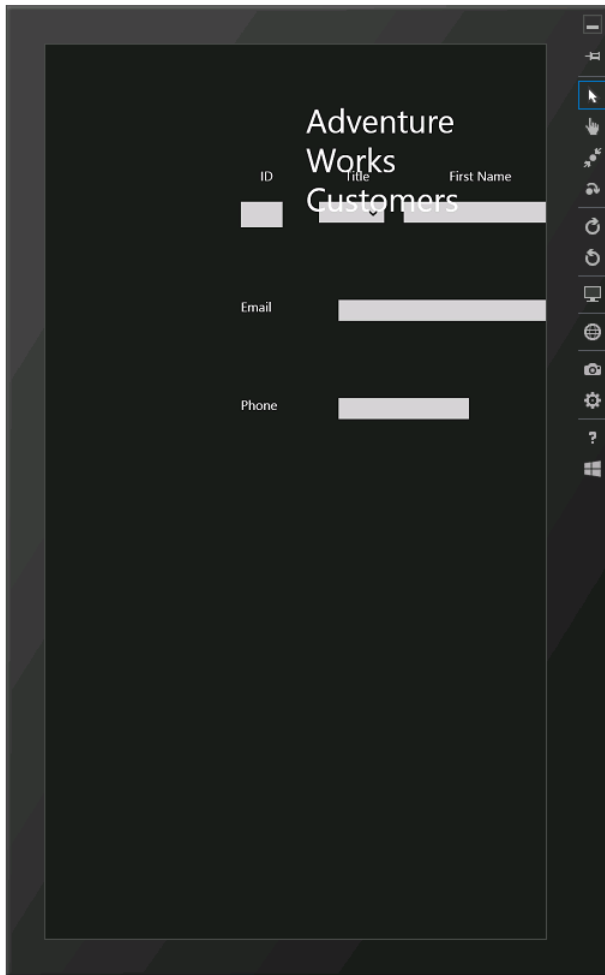 Adventure
Works
Customers
ID Title First Name
Email
Phone
?